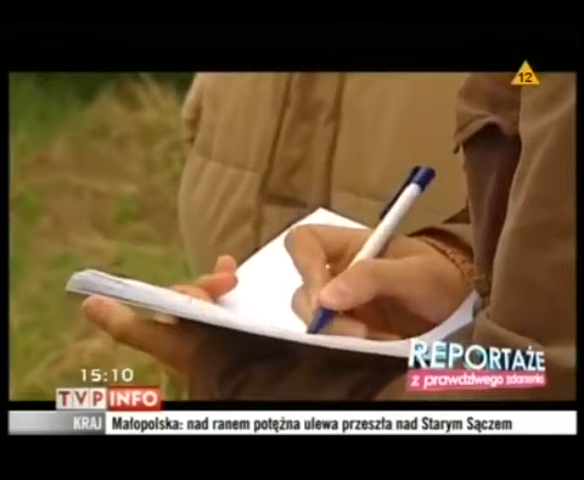 12
REPORTAŻE
z prawdziwego zdarzenia
15:10
TVP INFO
KRAJ Małopolska: nad ranem potężna ulewa przeszła nad Starym Sączem